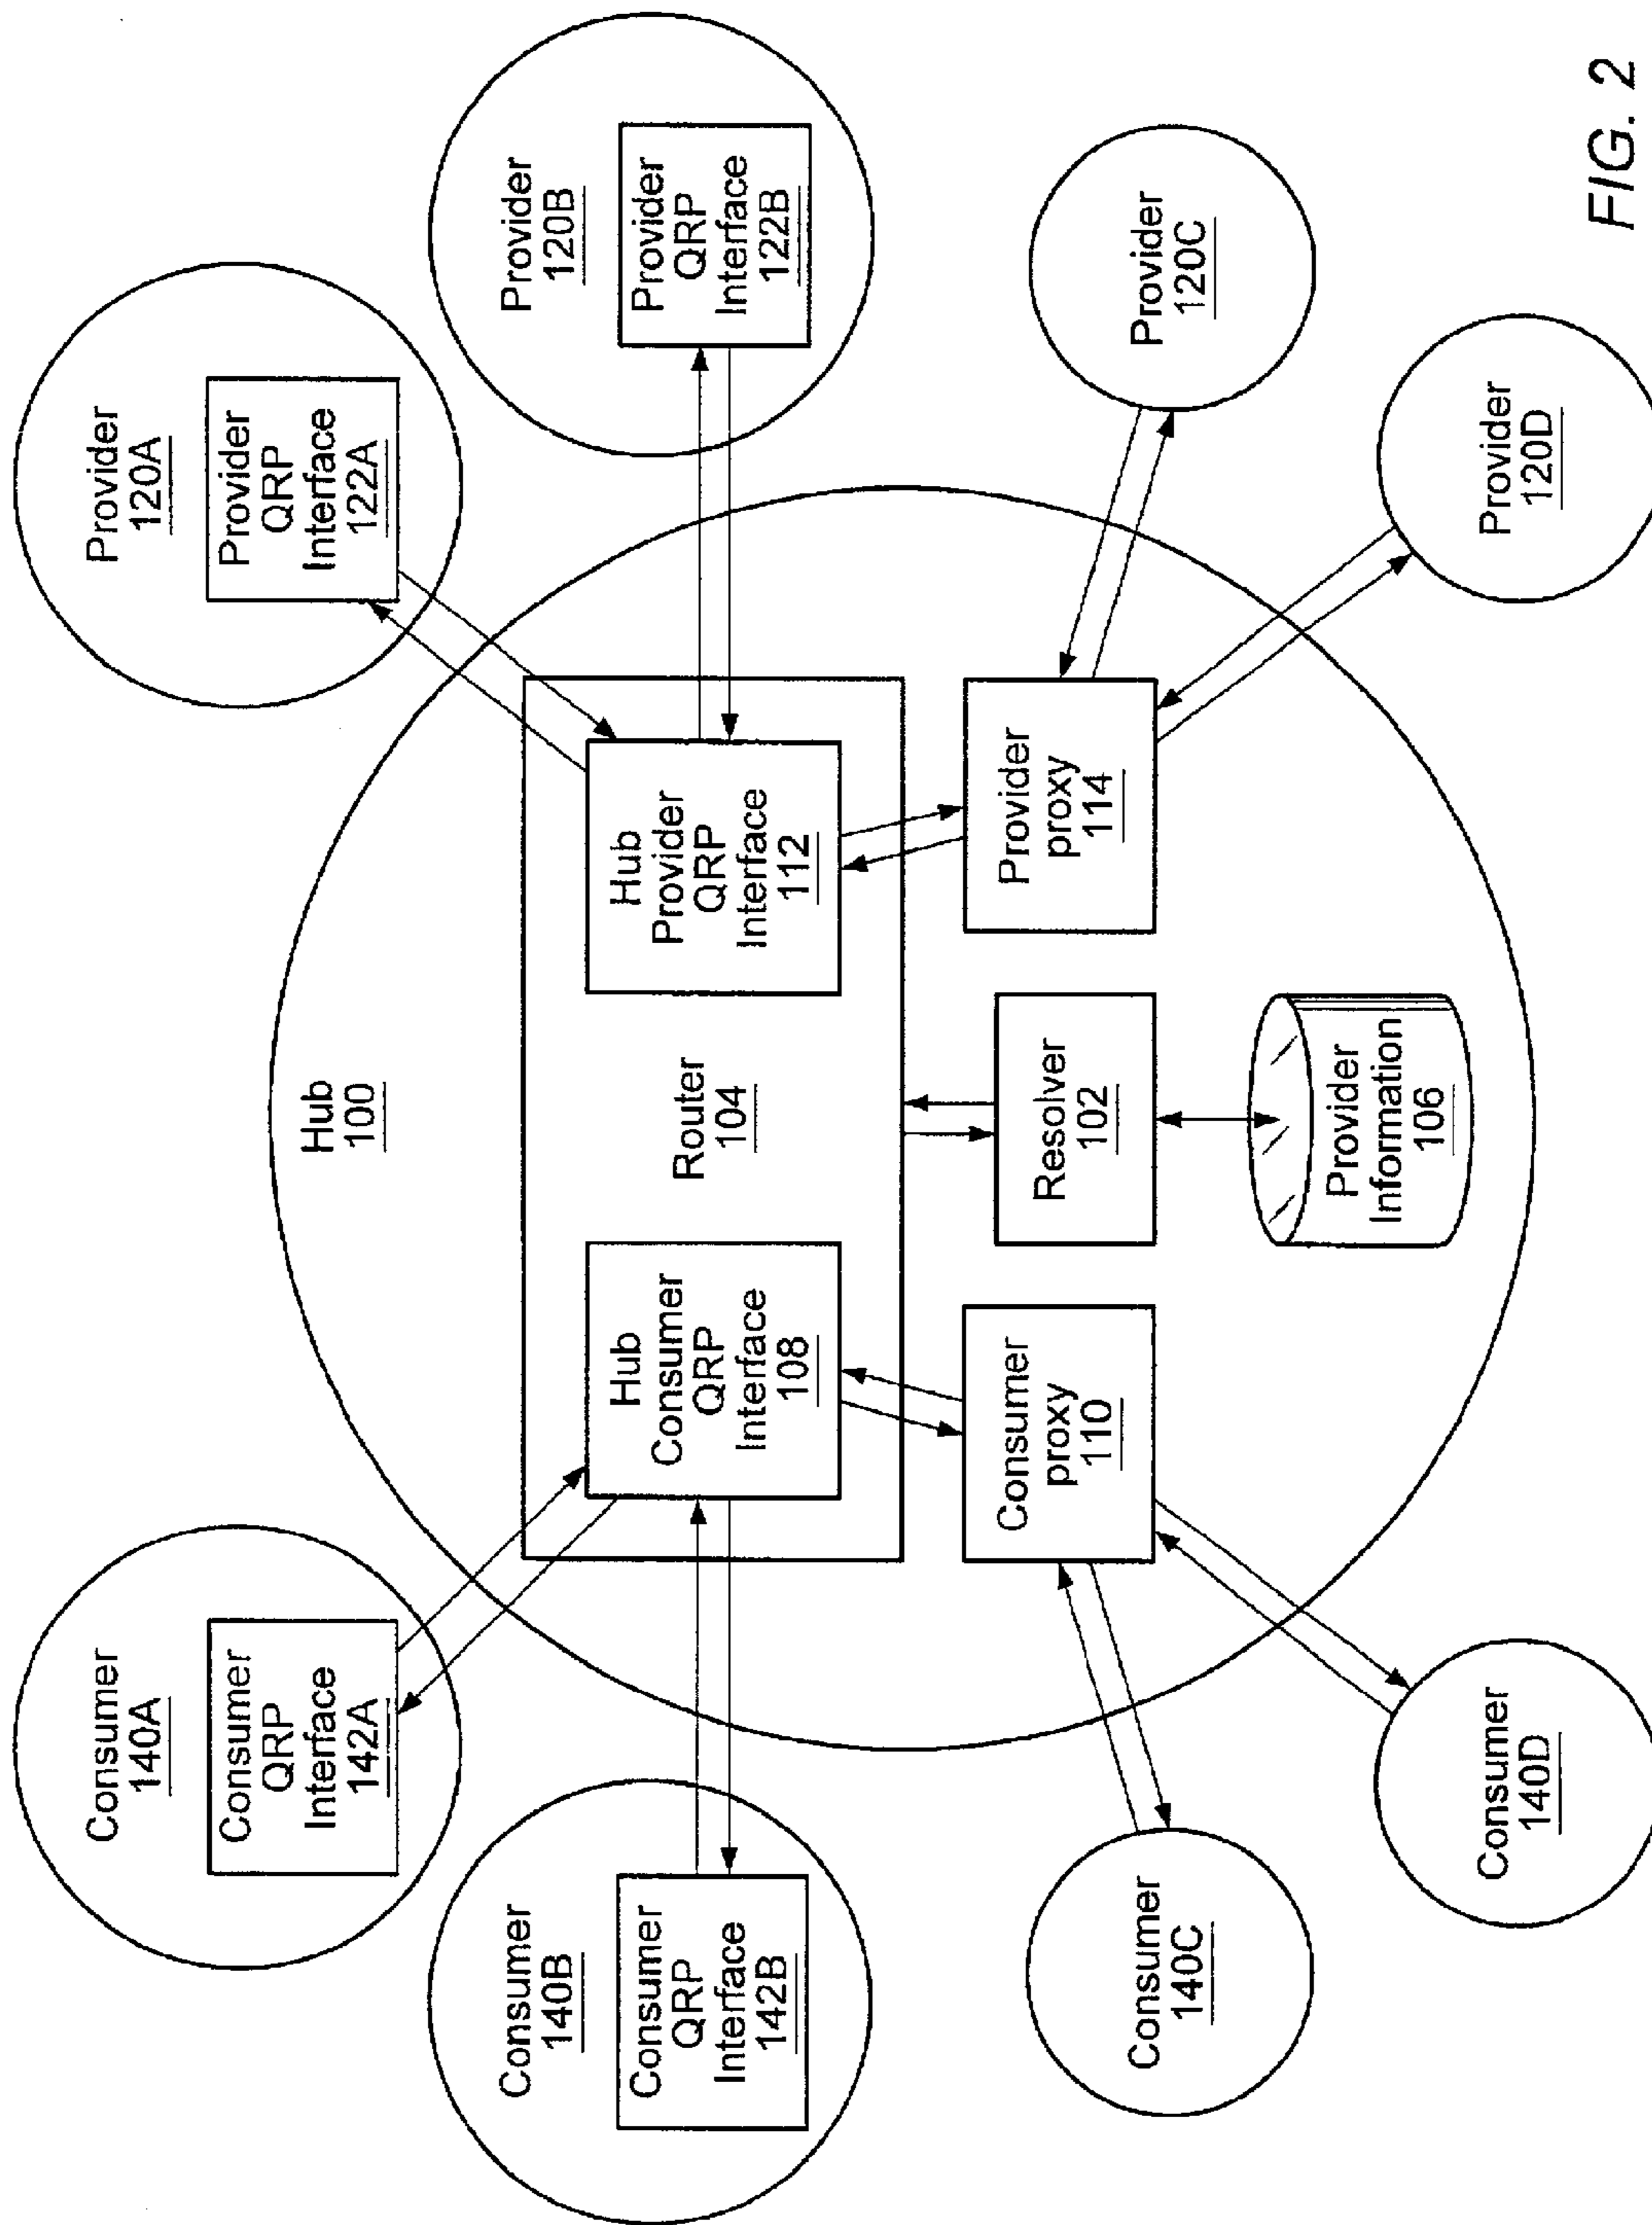 Consumer
140A
Consumer
QRP
Interface
142A
Provider
120A
Provider
QRP
Interface
122A
Hub
100
Consumer
140B
Consumer
QRP
Interface
142B
Hub
Consumer
QRP
Interface
108
Router
104
Hub
Provider
QRP
Interface
112
Provider
120B
Provider
QRP
Interface
122B
Consumer
proxy
110
Resolver
102
Provider
proxy
114
Consumer
140C
Provider
120C
Provider
Information
106
Consumer
140D
Provider
120D
FIG. 2